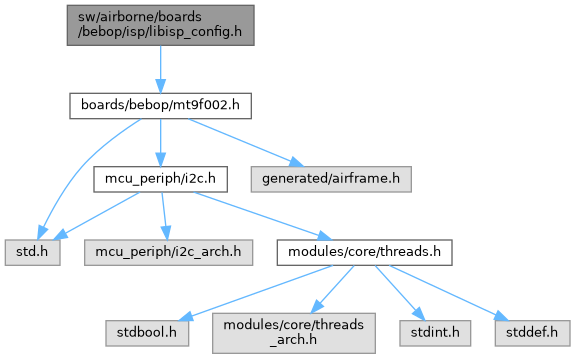 sw/airborne/boards
/bebop/isp/libisp_config.h
boards/bebop/mt9f002.h
mcu_periph/i2c.h
generated/airframe.h
std.h
mcu_periph/i2c_arch.h
modules/core/threads.h
stdbool.h
modules/core/threads
_arch.h
stdint.h
stddef.h